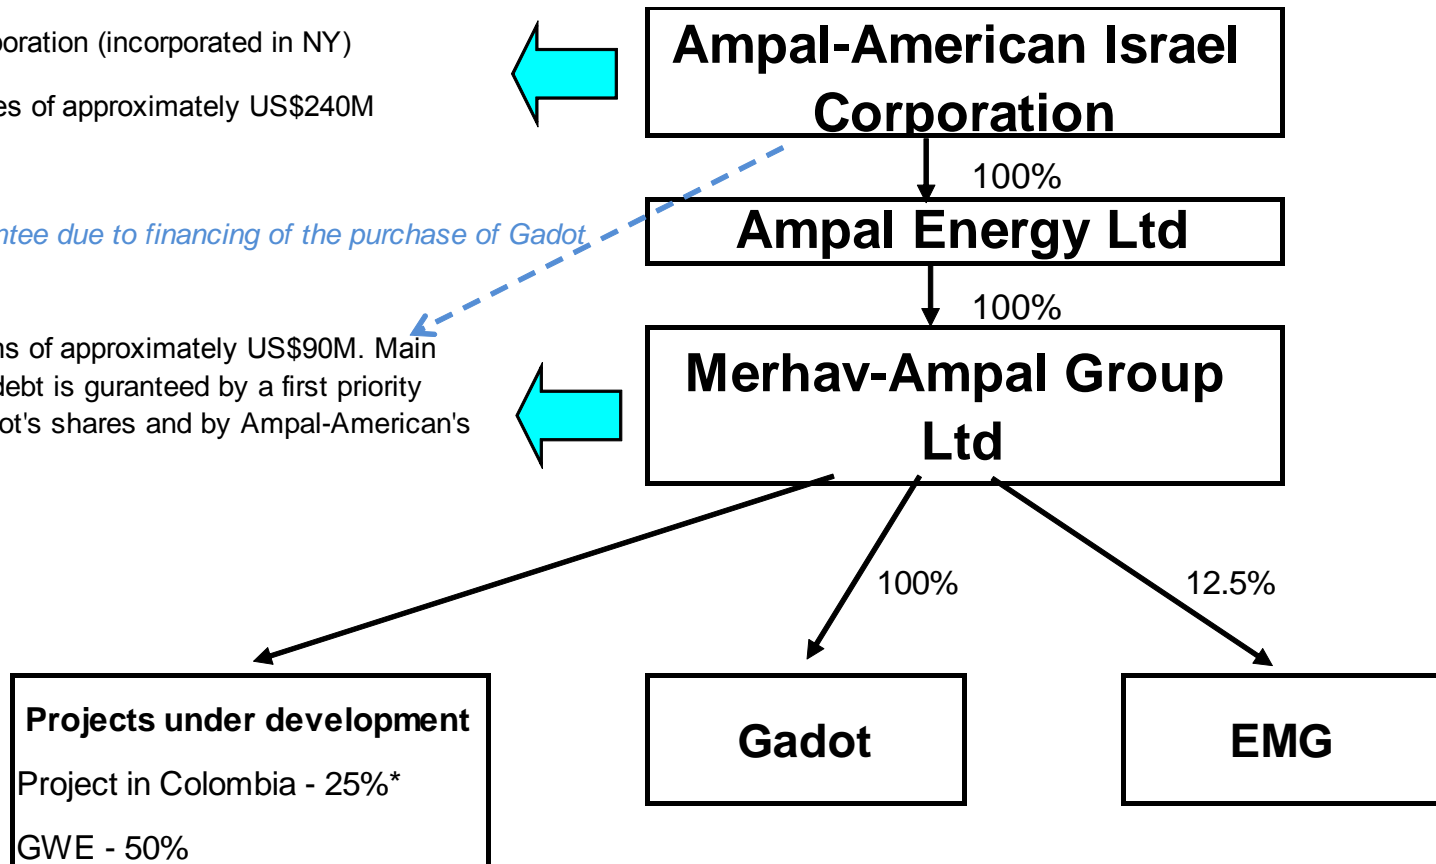 poration (incorporated in NY)
es of approximately US$240M
Ampal-American Israel
Corporation
100%
Ampal Energy Ltd
ntee due to financing of the purchase of Gadot
100%
ns of approximately US$90M. Main
debt is guranteed by a first priority
ot's shares and by Ampal-American's
Merhav-Ampal Group
Ltd
100%
12.5%
Projects under development
Project in Colombia - 25%*
GWE - 50%
Gadot
EMG